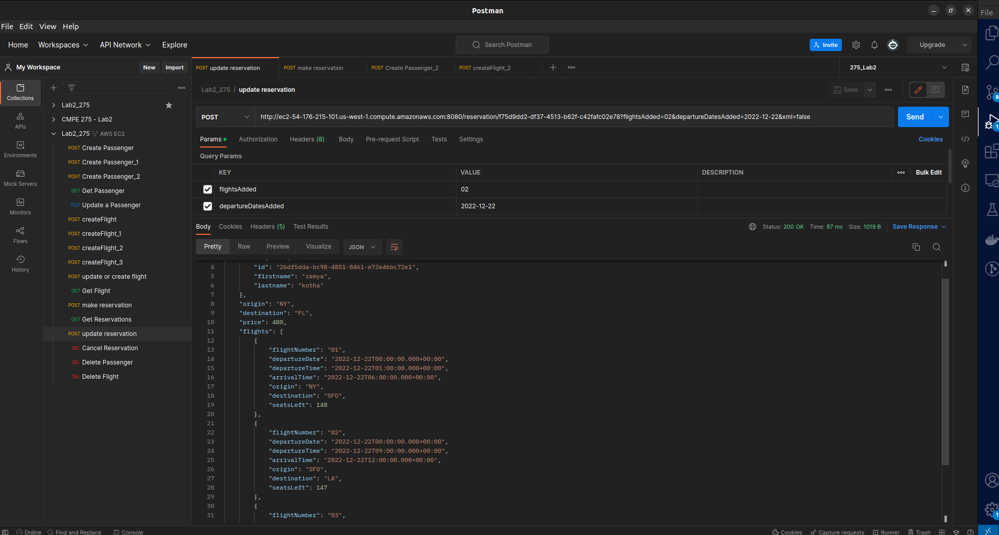 Postman
File Edit View Help
File
Home Workspaces API Network Explore
Search Postman
Invite
Upgrade
My Workspace
New Import
POST update reservation
POST make reservation
POST Create Passenger_2
POST createFlight_2
275_Lab2
Collections
APIs
Environments
Mock Servers
Monitors
Flows
History
Lab2_275
CMPE 275 - Lab2
Lab2_275 AWS EC2
POST Create Passenger
POST Create Passenger_1
POST Create Passenger_2
GET Get Passenger
PUT Update a Passenger
POST createFlight
POST createFlight_1
POST createFlight_2
POST createFlight_3
POST update or create flight
GET Get Flight
POST make reservation
GET Get Reservations
POST update reservation
DEL Cancel Reservation
DEL Delete Passenger
DEL Delete Flight
Lab2_275 / update reservation
Save
POST
http://ec2-54-176-215-101.us-west-1.compute.amazonaws.com:8080/reservation/f75d9dd2-df37-4513-b62f-c42fafc02e78?flightsAdded=02&departureDatesAdded=2022-12-22&xml=false
Send
Params Authorization Headers (8) Body Pre-request Script Tests Settings
Cookies
Query Params
KEY VALUE DESCRIPTION
Bulk Edit
flightsAdded 02
departureDatesAdded 2022-12-22
Body Cookies Headers (5) Test Results
Status: 200 OK Time: 87 ms Size: 1019 B
Save Response
Pretty Raw Preview Visualize JSON
4 "id": "26df5dda-bc98-4851-8461-e72e46bc72e1",
5 "firstname": "ramya",
6 "lastname": "kotha"
7 },
8 "origin": "NY",
9 "destination": "FL",
10 "price": 480,
11 "flights": [
12 {
13 "flightNumber": "01",
14 "departureDate": "2022-12-22T00:00:00.000+00:00",
15 "departureTime": "2022-12-22T01:00:00.000+00:00",
16 "arrivalTime": "2022-12-22T06:00:00.000+00:00",
17 "origin": "NY",
18 "destination": "SFO",
19 "seatsLeft": 148
20 },
21 {
22 "flightNumber": "02",
23 "departureDate": "2022-12-22T00:00:00.000+00:00",
24 "departureTime": "2022-12-22T09:00:00.000+00:00",
25 "arrivalTime": "2022-12-22T12:00:00.000+00:00",
26 "origin": "SFO",
27 "destination": "LA",
28 "seatsLeft": 147
29 },
30 {
31 "flightNumber": "03",
8
1
1
Online Find and Replace Console
Cookies Capture requests Runner Trash